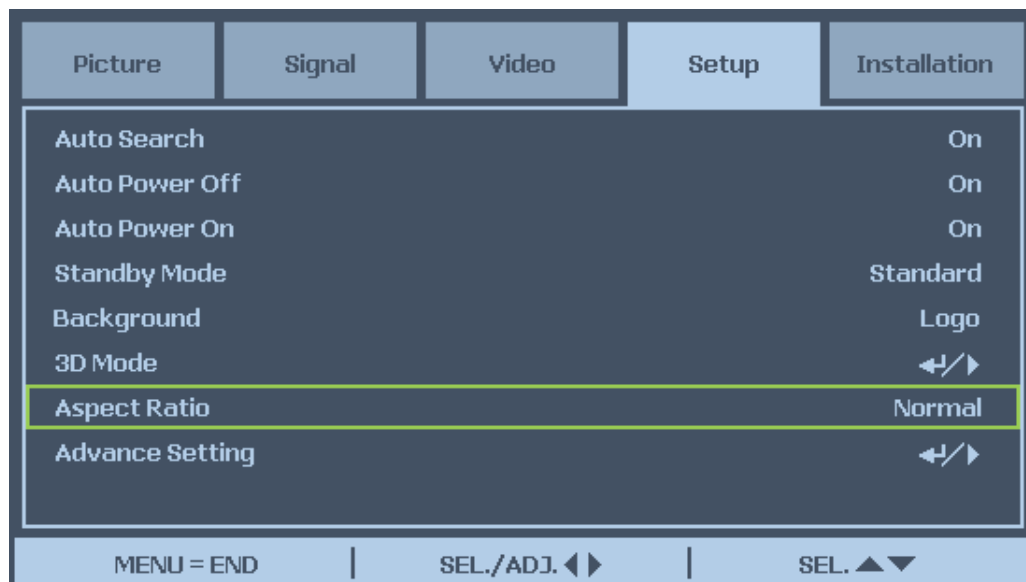 Picture Signal Video Setup Installation
Auto Search On
Auto Power Off On
Auto Power On On
Standby Mode Standard
Background Logo
3D Mode ↵/▶
Aspect Ratio Normal
Advance Setting ↵/▶
MENU = END | SEL./ADJ. ◀ ▶ | SEL. ▲▼